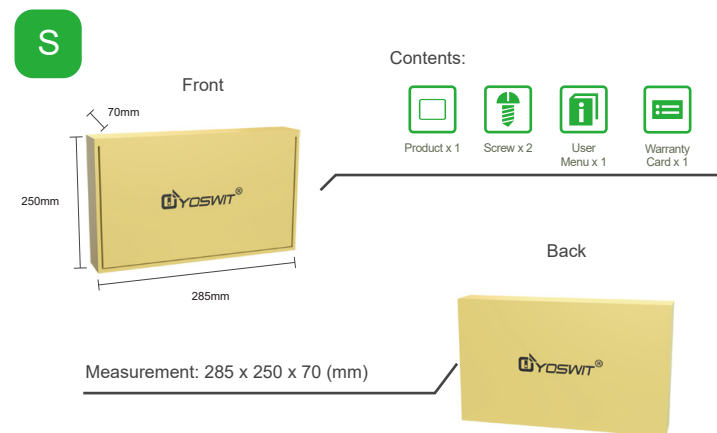 S
Front
70mm
250mm
285mm
YOSWIT®
Contents:
Product x 1
Screw x 2
User
Menu x 1
Warranty
Card x 1
Back
YOSWIT®
Measurement: 285 x 250 x 70 (mm)